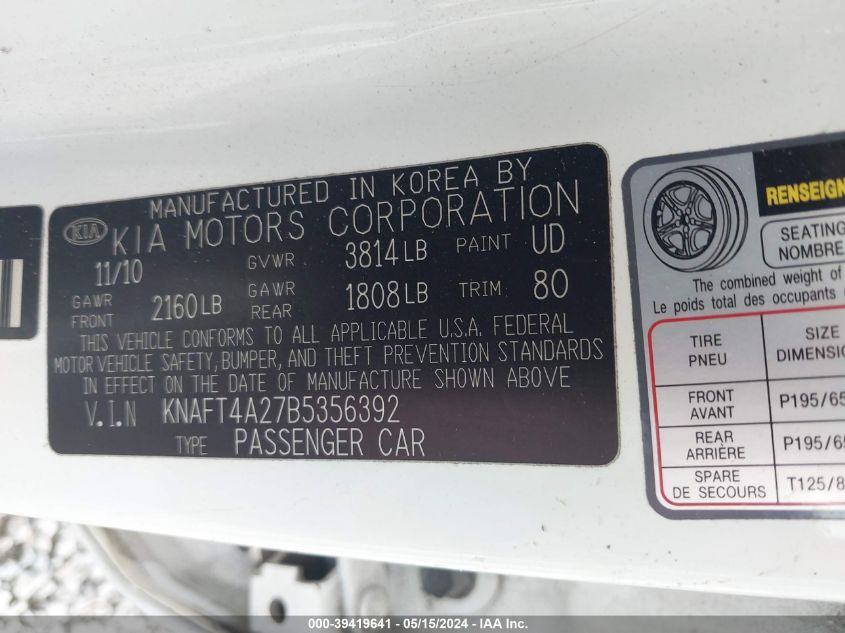 MANUFACTURED IN KOREA BY
KIA KIA MOTORS CORPORATION
11/10 GVWR 3814LB PAINT UD
GAWR FRONT 2160LB GAWR REAR 1808LB TRIM 80
THIS VEHICLE CONFORMS TO ALL APPLICABLE U.S.A. FEDERAL
MOTOR VEHICLE SAFETY, BUMPER, AND THEFT PREVENTION STANDARDS
IN EFFECT ON THE DATE OF MANUFACTURE SHOWN ABOVE
V.I.N KNAFT4A27B5356392
TYPE PASSENGER CAR
RENSEIGN
SEATING
NOMBRE
The combined weight of
Le poids total des occupants
TIRE SIZE
PNEU DIMENSIO
FRONT
AVANT P195/65
REAR
ARRIÈRE P195/65
SPARE
DE SECOURS T125/8
000-39419641 - 05/15/2024 - IAA Inc.